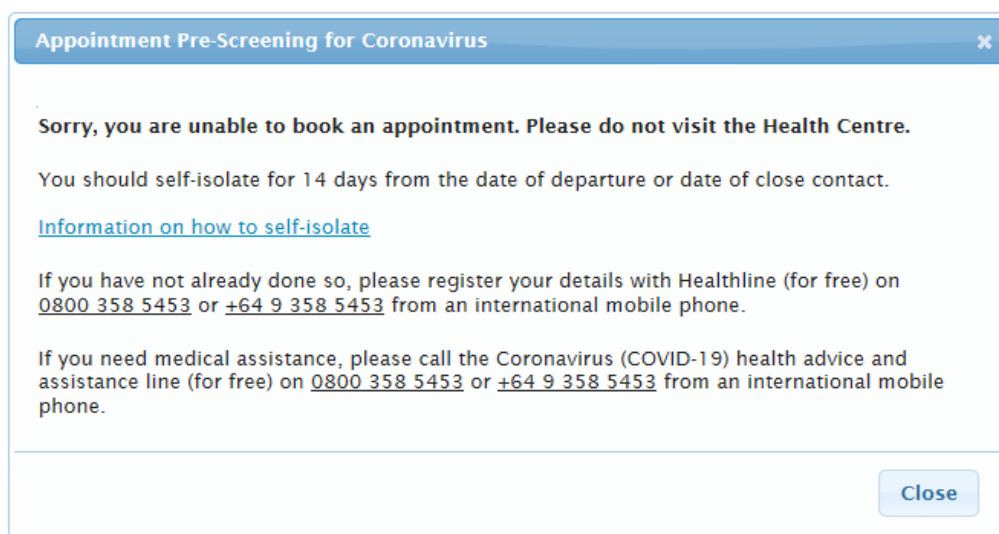 Appointment Pre-Screening for Coronavirus
Sorry, you are unable to book an appointment. Please do not visit the Health Centre.
You should self-isolate for 14 days from the date of departure or date of close contact.
Information on how to self-isolate
If you have not already done so, please register your details with Healthline (for free) on
0800 358 5453 or +64 9 358 5453 from an international mobile phone.
If you need medical assistance, please call the Coronavirus (COVID-19) health advice and
assistance line (for free) on 0800 358 5453 or +64 9 358 5453 from an international mobile
phone.
Close